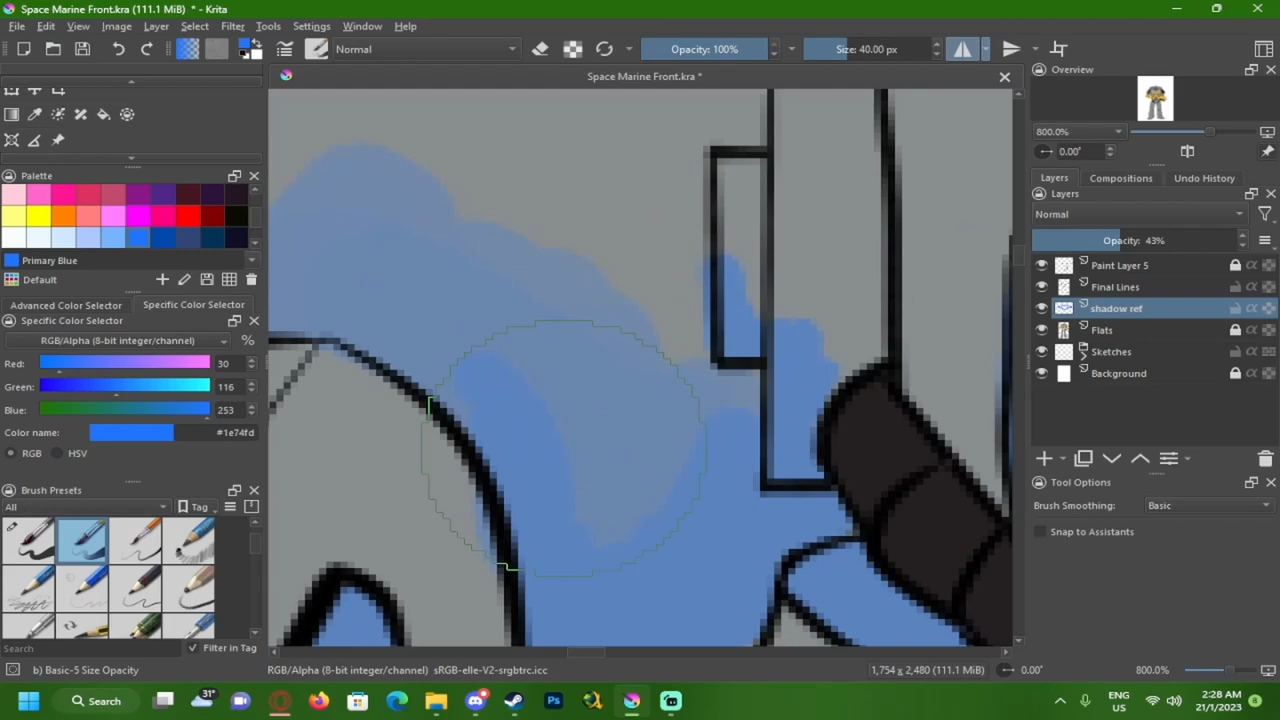 Space Marine Front.kra (111.1 MiB) * - Krita
File Edit View Image Layer Select Filter Tools Settings Window Help
Normal
Opacity: 100%
Size: 40.00 px
Space Marine Front.kra *
Overview
800.0%
0.00°
Layers Compositions Undo History
Layers
Normal
Opacity: 43%
Paint Layer 5
Final Lines
shadow ref
Flats
Sketches
Background
Tool Options
Brush Smoothing: Basic
Snap to Assistants
Palette
Primary Blue
Default
Advanced Color Selector Specific Color Selector
Specific Color Selector
RGB/Alpha (8-bit integer/channel) %
Red: 30
Green: 116
Blue: 253
Color name: #1e74fd
RGB HSV
Brush Presets
All Tag
Search Filter in Tag
b) Basic-5 Size Opacity RGB/Alpha (8-bit integer/channel) sRGB-elle-V2-srgbtrc.icc 1,754 x 2,480 (111.1 MiB) 0.00° 800.0%
Search 31° Ps ENG US 2:28 AM 21/1/2023 8